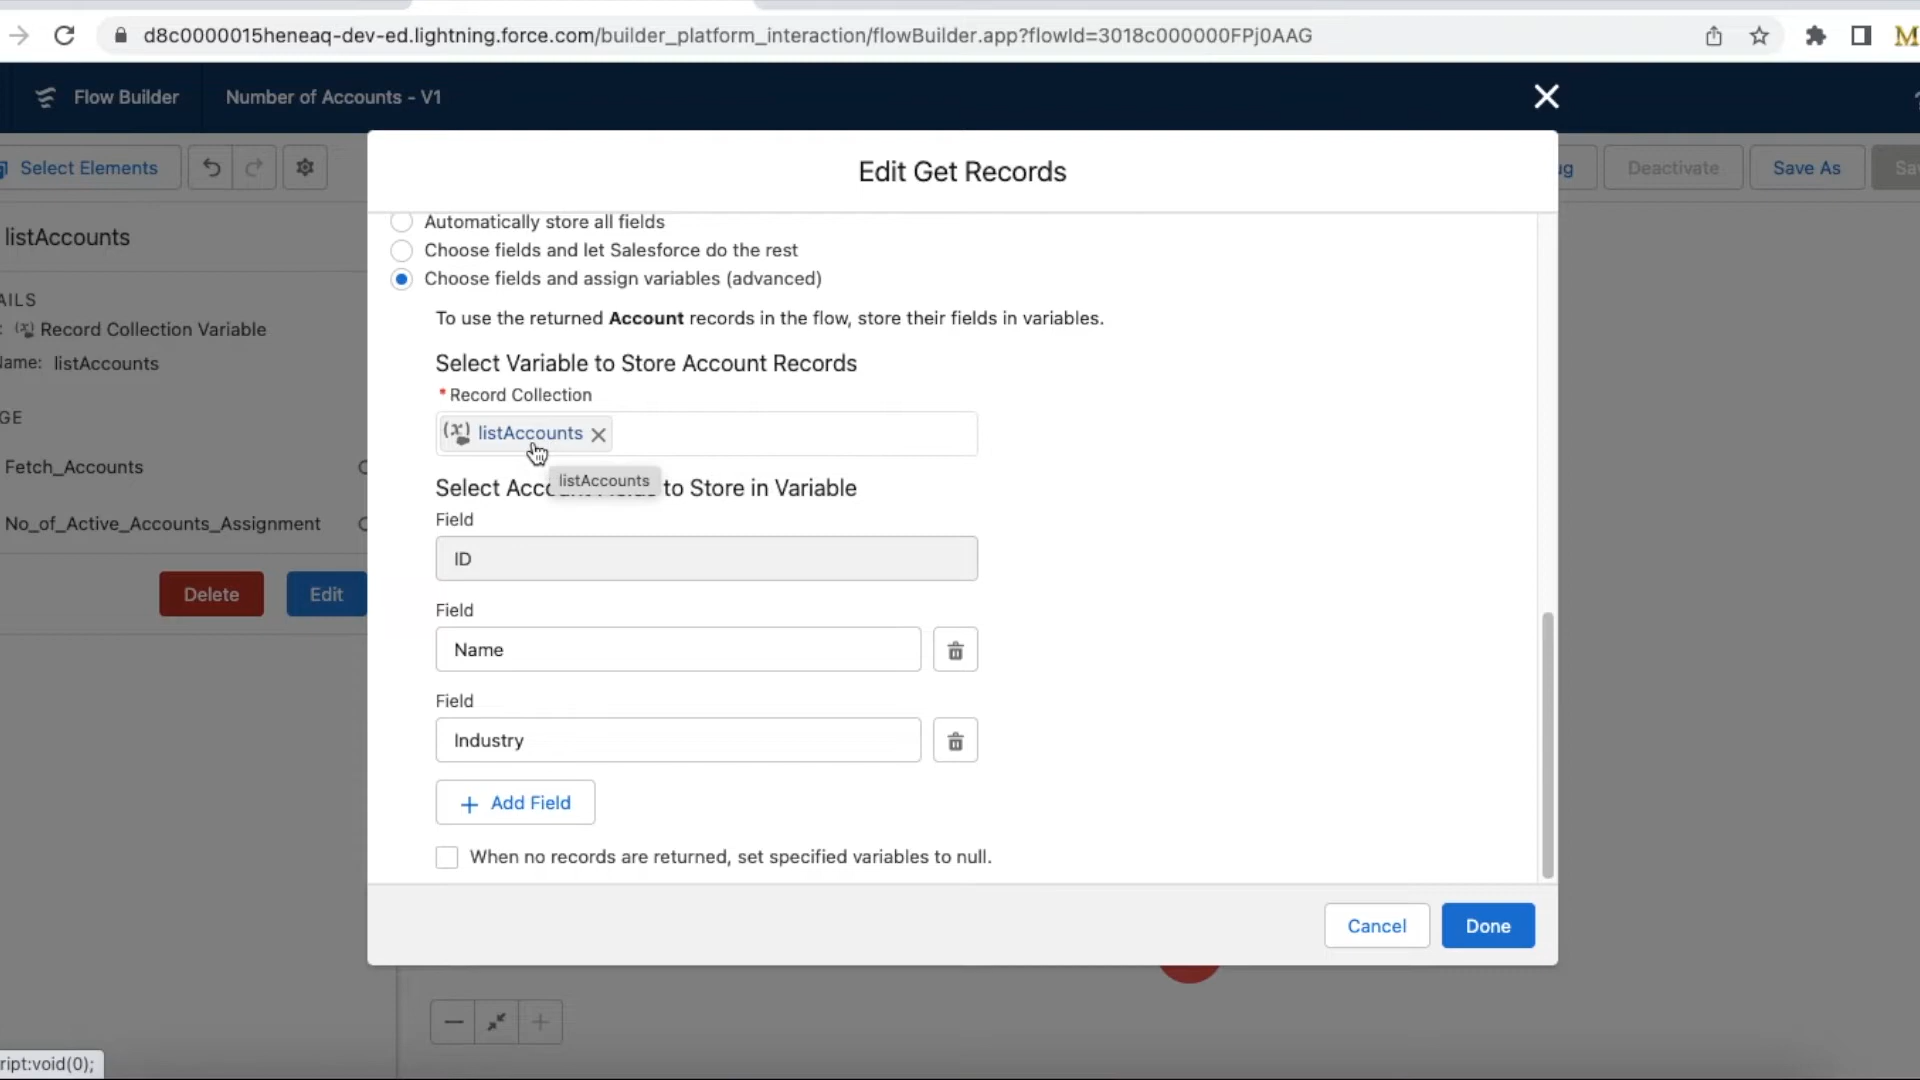 d8c0000015heneaq-dev-ed.lightning.force.com/builder_platform_interaction/flowBuilder.app?flowId=3018c000000FPj0AAG
M
Flow Builder
Number of Accounts - V1
Select Elements
Edit Get Records
ug
Deactivate
Save As
Sav
listAccounts
AILS
Record Collection Variable
lame: listAccounts
GE
Fetch_Accounts
No_of_Active_Accounts_Assignment
Delete
Edit
Automatically store all fields
Choose fields and let Salesforce do the rest
Choose fields and assign variables (advanced)
To use the returned Account records in the flow, store their fields in variables.
Select Variable to Store Account Records
* Record Collection
listAccounts
listAccounts
Select Account Fields to Store in Variable
Field
ID
Field
Name
Field
Industry
+ Add Field
When no records are returned, set specified variables to null.
Cancel
Done
ript:void(0);